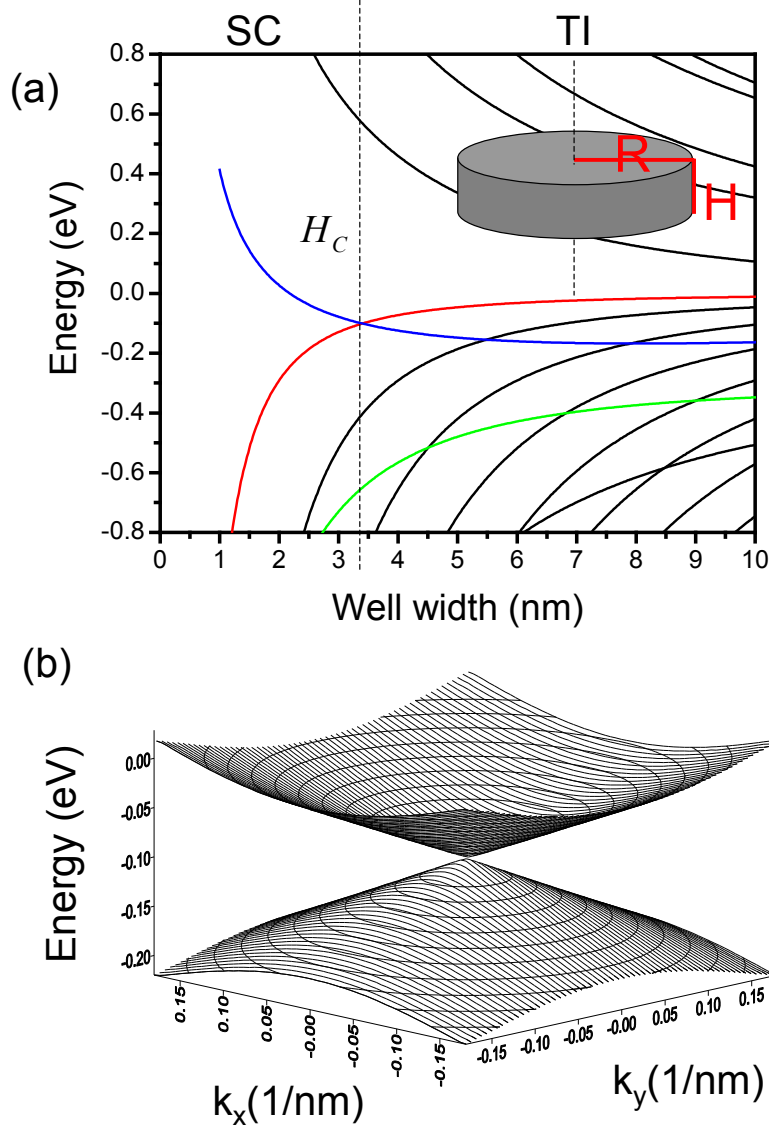 SC TI
(a)
0.8
0.6
0.4
0.2
0.0
-0.2
-0.4
-0.6
-0.8
Energy (eV)
H_C
R
H
0 1 2 3 4 5 6 7 8 9 10
Well width (nm)
(b)
Energy (eV)
0.00
-0.05
-0.10
-0.15
-0.20
0.15 0.10 0.05 -0.00 -0.05 -0.10 -0.15
-0.15 -0.10 -0.05 -0.00 0.05 0.10 0.15
k_x(1/nm)
k_y(1/nm)